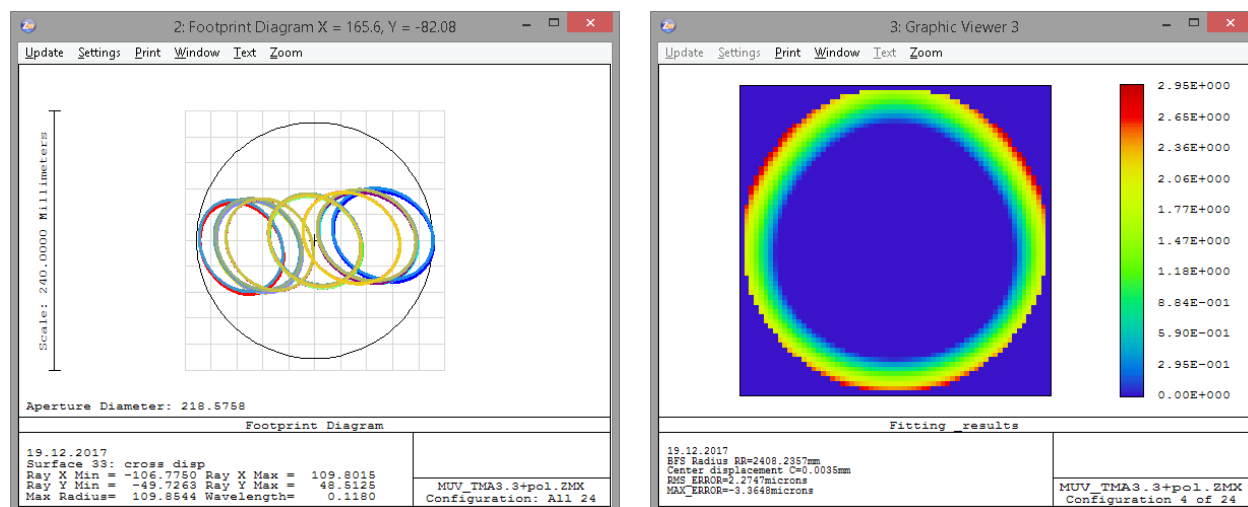 2: Footprint Diagram X = 165.6, Y = -82.08
Update Settings Print Window Text Zoom
Scale: 240.0000 Millimeters
Aperture Diameter: 218.5758
Footprint Diagram
19.12.2017
Surface 33: cross disp
Ray X Min = -106.7750 Ray X Max = 109.8015
Ray Y Min = -49.7263 Ray Y Max = 48.5125
Max Radius= 109.8544 Wavelength= 0.1180
MUV_TMA3.3+pol.ZMX
Configuration: All 24
3: Graphic Viewer 3
Update Settings Print Window Text Zoom
2.95E+000
2.65E+000
2.36E+000
2.06E+000
1.77E+000
1.47E+000
1.18E+000
8.84E-001
5.90E-001
2.95E-001
0.00E+000
Fitting _results
19.12.2017
BFS Radius RR=2408.2357mm
Center displacement C=0.0035mm
RMS_ERROR=2.2747microns
MAX_ERROR=-3.3648microns
MUV_TMA3.3+pol.ZMX
Configuration 4 of 24